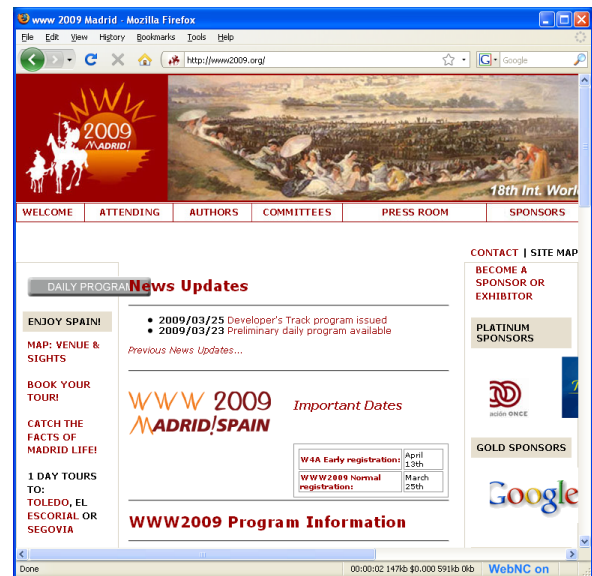 www 2009 Madrid - Mozilla Firefox
File Edit View History Bookmarks Tools Help
http://www2009.org/
G Google
WWW
2009
MADRID!
18th Int. Worl
WELCOME ATTENDING AUTHORS COMMITTEES PRESS ROOM SPONSORS
CONTACT | SITE MAP
DAILY PROGRA
ENJOY SPAIN!
MAP: VENUE &
SIGHTS
BOOK YOUR
TOUR!
CATCH THE
FACTS OF
MADRID LIFE!
1 DAY TOURS
TO:
TOLEDO, EL
ESCORIAL OR
SEGOVIA
News Updates
• 2009/03/25 Developer's Track program issued
• 2009/03/23 Preliminary daily program available
Previous News Updates...
WWW 2009
MADRID!SPAIN
Important Dates
W4A Early registration: April
13th
WWW2009 Normal
registration: March
25th
WWW2009 Program Information
BECOME A
SPONSOR OR
EXHIBITOR
PLATINUM
SPONSORS
ación ONCE
GOLD SPONSORS
Google
Done 00:00:02 147kb $0.000 591kb 0kb WebNC on